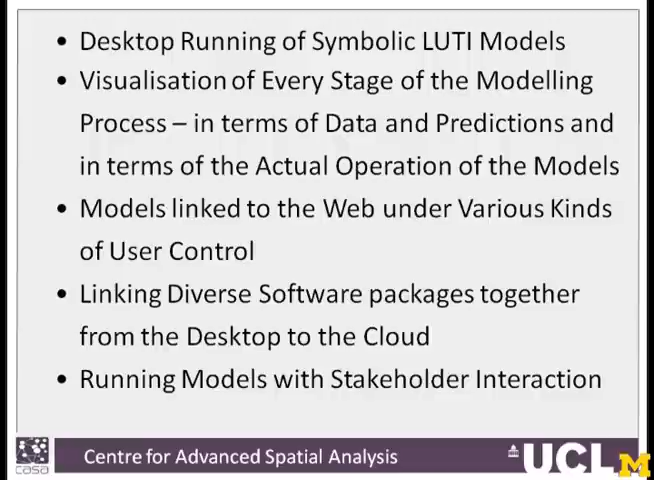 • Desktop Running of Symbolic LUTI Models
• Visualisation of Every Stage of the Modelling
Process – in terms of Data and Predictions and
in terms of the Actual Operation of the Models
• Models linked to the Web under Various Kinds
of User Control
• Linking Diverse Software packages together
from the Desktop to the Cloud
• Running Models with Stakeholder Interaction
casa
Centre for Advanced Spatial Analysis
UCL
M